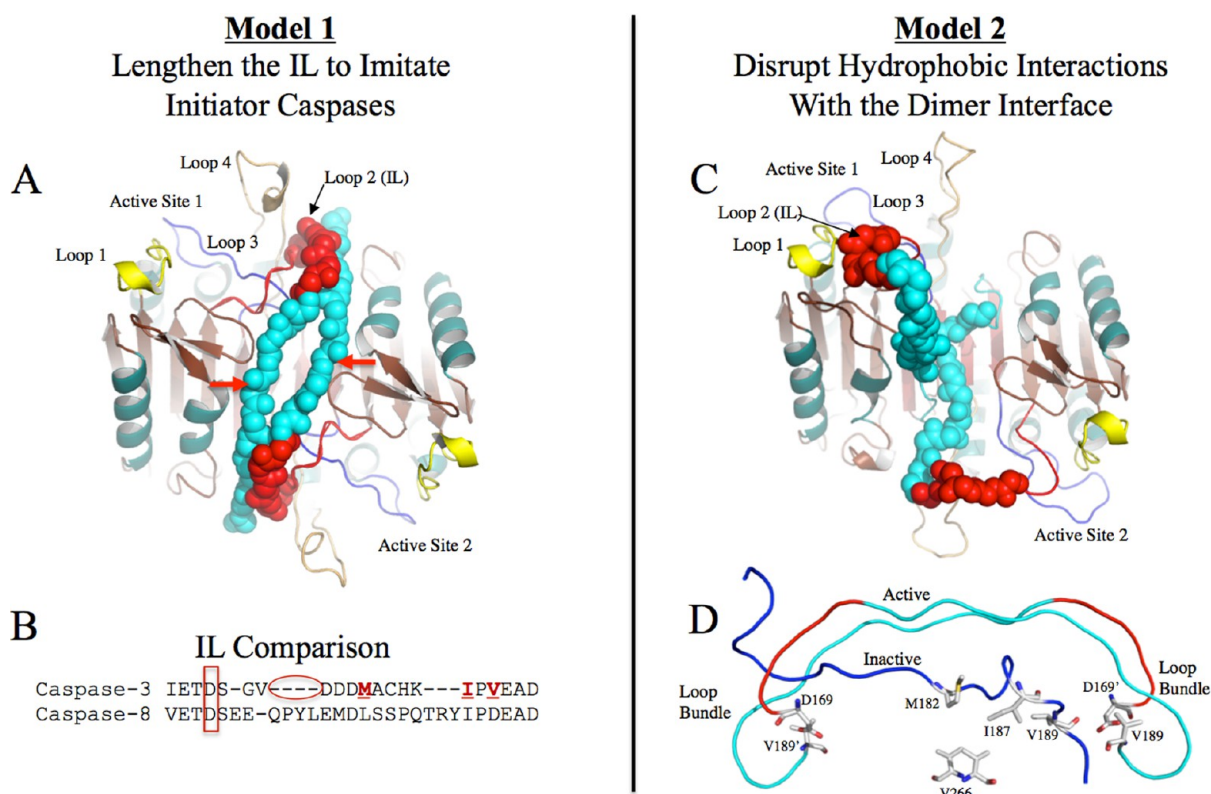 Model 1
Lengthen the IL to Imitate
Initiator Caspases
A
Loop 4
Loop 2 (IL)
Active Site 1
Loop 3
Loop 1
Active Site 2
B
IL Comparison
Caspase-3 IETDS-GV----DDDMACHK---IPVEAD
Caspase-8 VETDSEE-QPYLEMDLSSPQTRYIPDEAD
Model 2
Disrupt Hydrophobic Interactions
With the Dimer Interface
C
Loop 4
Active Site 1
Loop 3
Loop 2 (IL)
Loop 1
Active Site 2
D
Active
Inactive
Loop
Bundle
D169
V189'
M182
I187
V189
D169'
V189
Loop
Bundle
V266